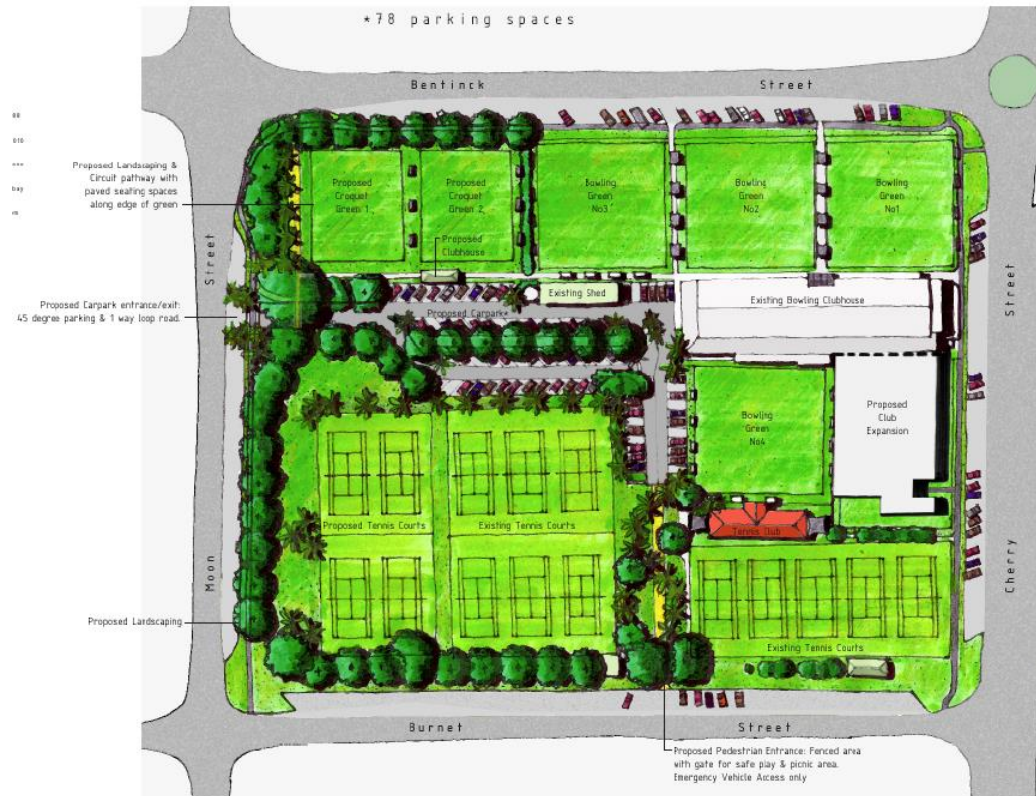 *78 parking spaces
Bentinck Street
Proposed Landscaping &
Circuit pathway with
paved seating spaces
along edge of green
Proposed
Croquet
Green 1
Proposed
Croquet
Green 2
Bowling
Green
No3
Bowling
Green
No2
Bowling
Green
No1
Proposed
Clubhouse
Street
Street
Existing Shed
Existing Bowling Clubhouse
Proposed Carpark entrance/exit:
45 degree parking & 1 way loop road.
Proposed Carpark*
Bowling
Green
No4
Proposed
Club
Expansion
Proposed Tennis Courts
Existing Tennis Courts
Tennis Club
Moon
Cherry
Proposed Landscaping
Existing Tennis Courts
Burnet Street
Proposed Pedestrian Entrance: Fenced area
with gate for safe play & picnic area.
Emergency Vehicle Access only